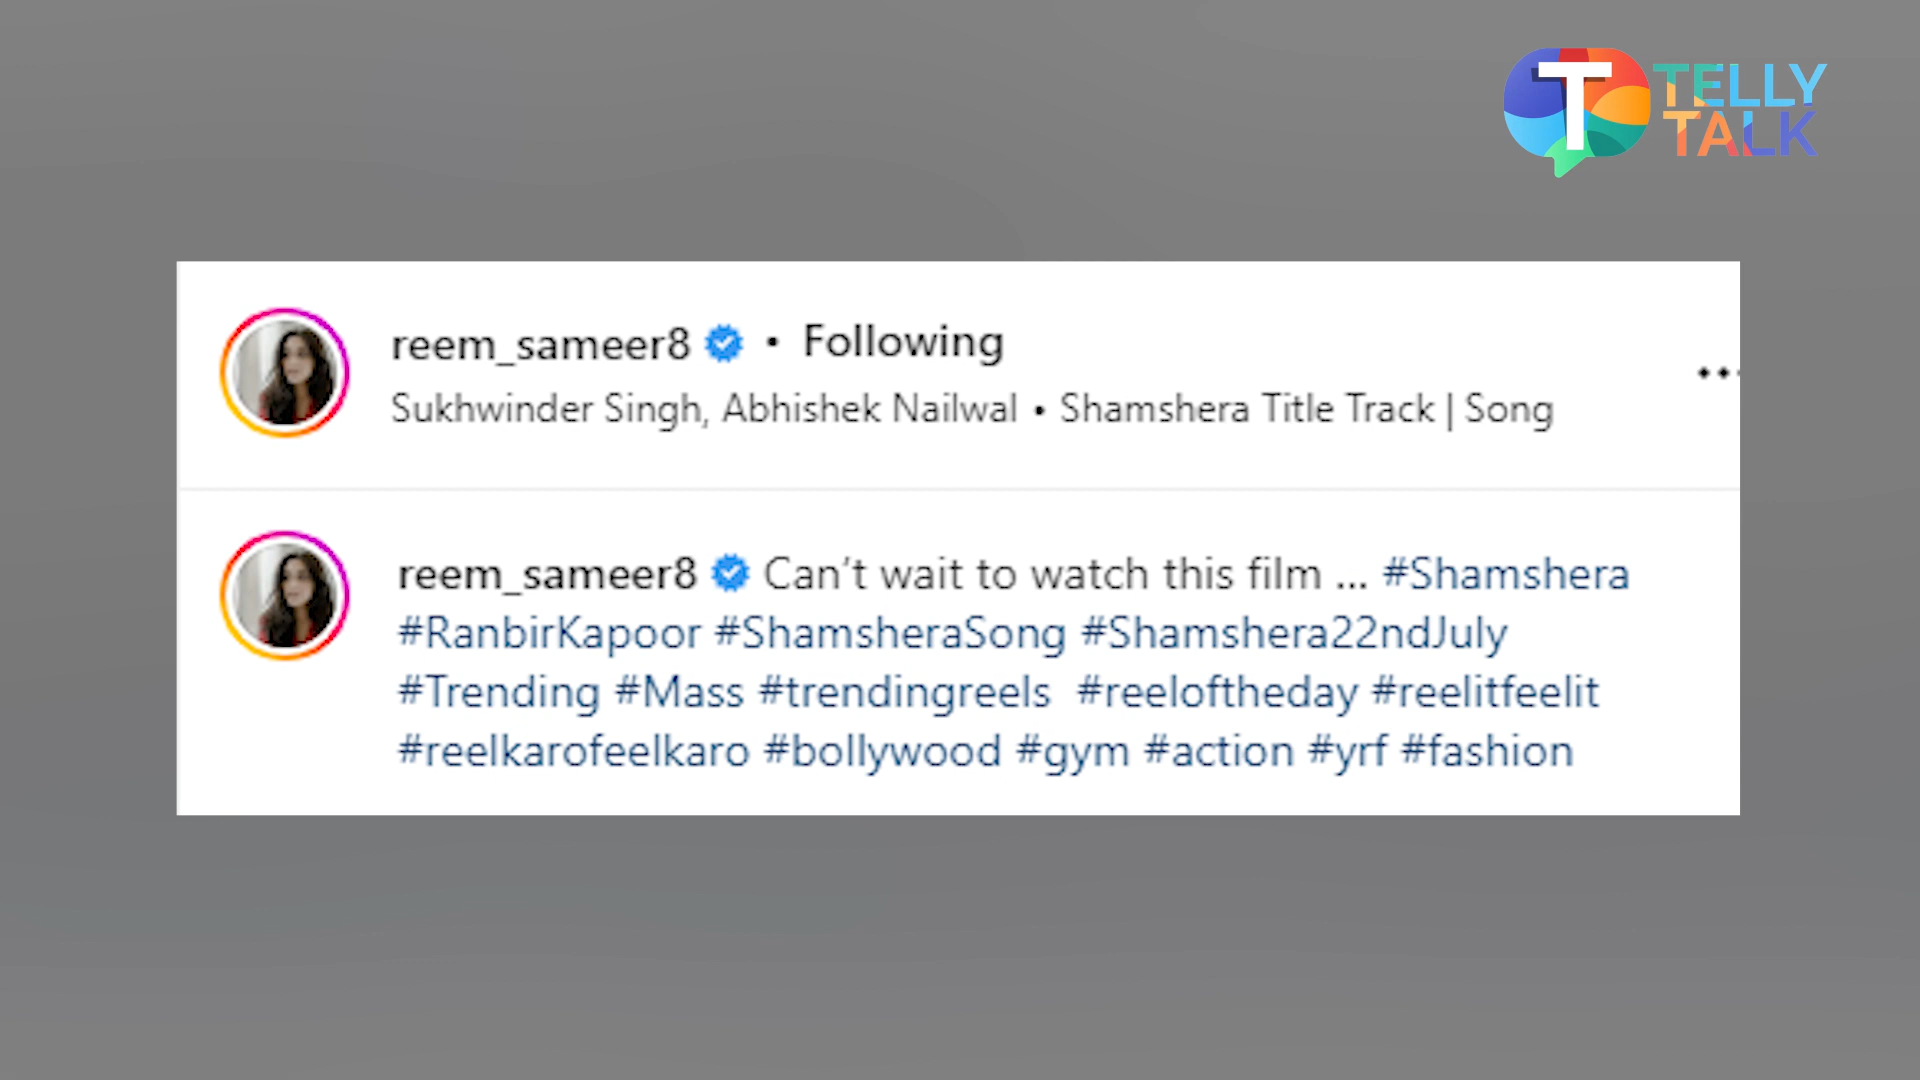 T TELLY
TALK
reem_sameer8 • Following
Sukhwinder Singh, Abhishek Nailwal • Shamshera Title Track | Song
reem_sameer8 Can’t wait to watch this film ... #Shamshera
#RanbirKapoor #ShamsheraSong #Shamshera22ndJuly
#Trending #Mass #trendingreels #reeloftheday #reelitfeelit
#reelkarofeelkaro #bollywood #gym #action #yrf #fashion